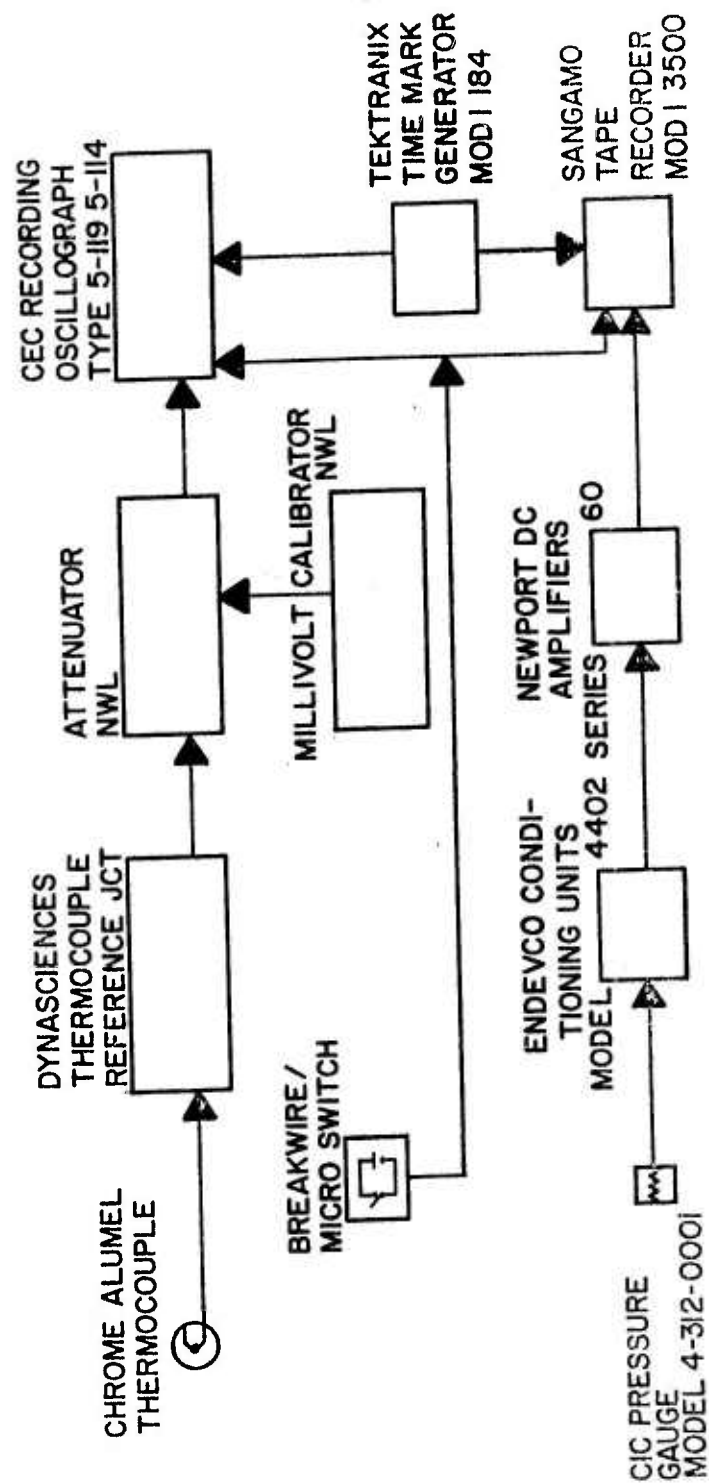 CHROME ALUMEL
THERMOCOUPLE
DYNASCIENCES
THERMOCOUPLE
REFERENCE JCT
ATTENUATOR
NWL
CEC RECORDING
OSCILLOGRAPH
TYPE 5-119 5-114
MILLIVOLT CALIBRATOR
NWL
BREAKWIRE/
MICRO SWITCH
TEKTRANIX
TIME MARK
GENERATOR
MOD I 184
CIC PRESSURE
GAUGE
MODEL 4-312-0001
ENDEVCO CONDI-
TIONING UNITS
MODEL 4402 SERIES
NEWPORT DC
AMPLIFIERS
60
SANGAMO
TAPE
RECORDER
MOD I 3500